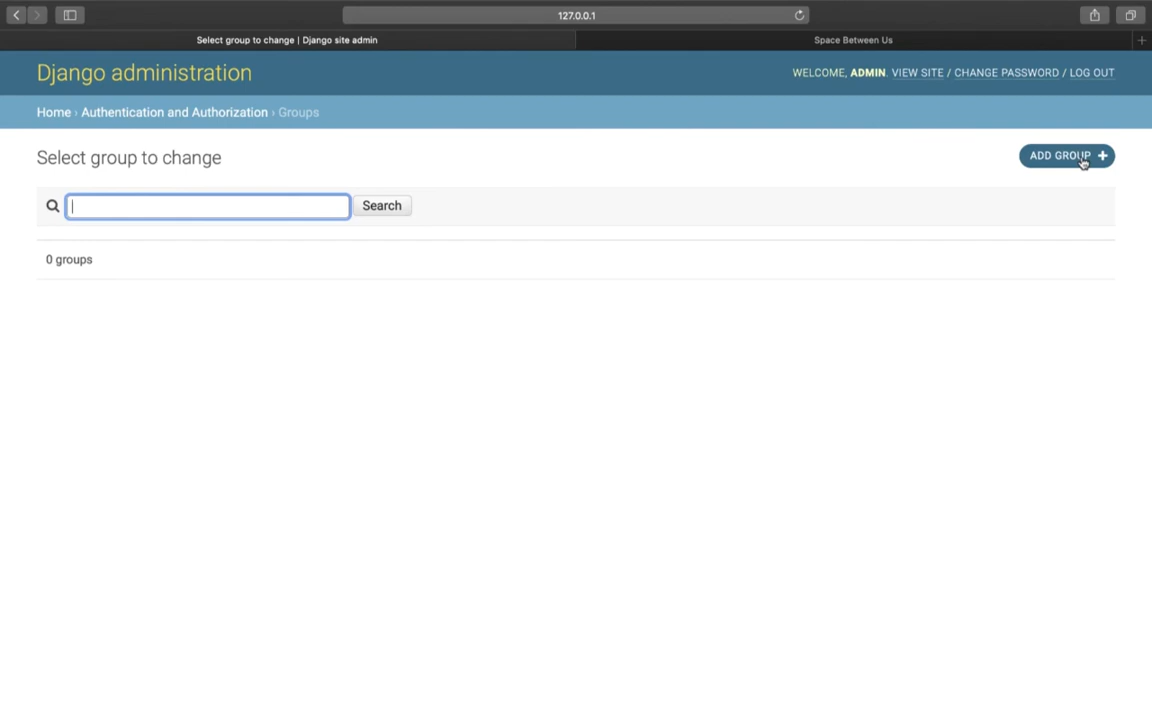 127.0.0.1
Select group to change | Django site admin
Space Between Us
Django administration
WELCOME, ADMIN. VIEW SITE / CHANGE PASSWORD / LOG OUT
Home › Authentication and Authorization › Groups
Select group to change
ADD GROUP +
Search
0 groups